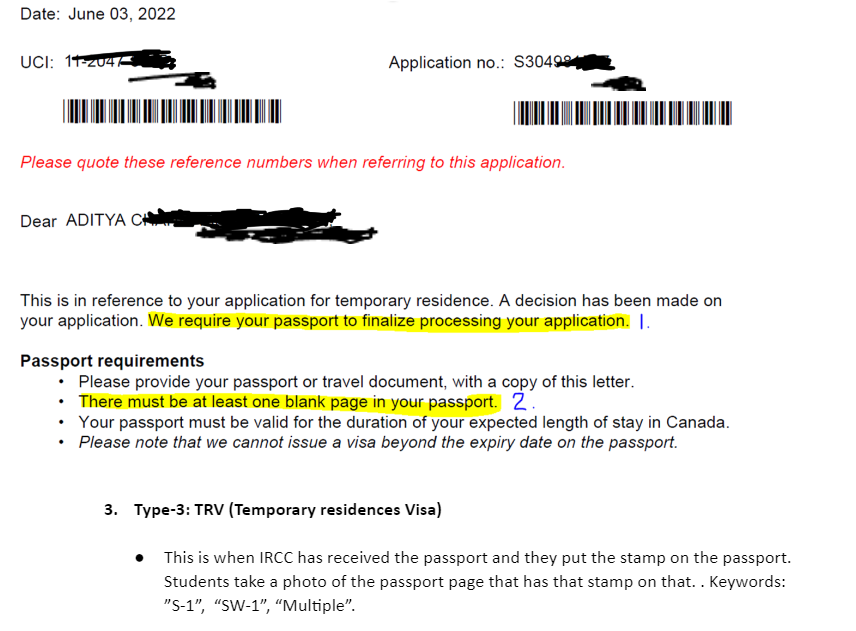 Date: June 03, 2022
UCI: Application no.:
Please quote these reference numbers when referring to this application.
Dear ADITYA
This is in reference to your application for temporary residence. A decision has been made on
your application. We require your passport to finalize processing your application. 1.
Passport requirements
• Please provide your passport or travel document, with a copy of this letter.
• There must be at least one blank page in your passport. 2.
• Your passport must be valid for the duration of your expected length of stay in Canada.
• Please note that we cannot issue a visa beyond the expiry date on the passport.
3. Type-3: TRV (Temporary residences Visa)
● This is when IRCC has received the passport and they put the stamp on the passport.
Students take a photo of the passport page that has that stamp on that. . Keywords:
”S-1”, “SW-1”, “Multiple”.